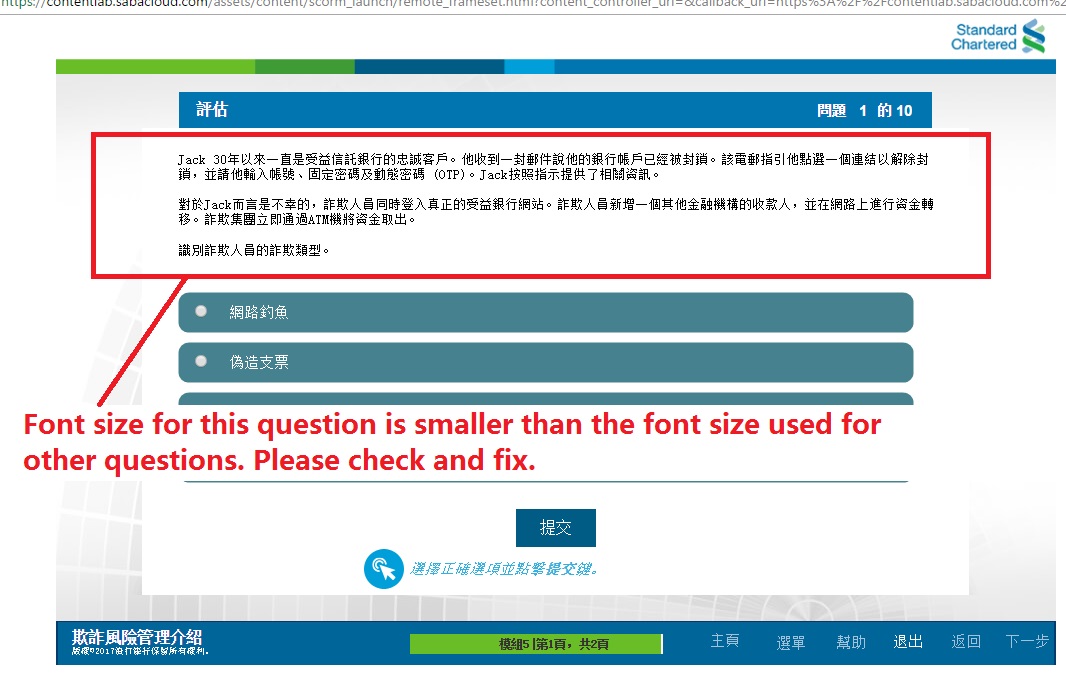 https://contentlab.sabacloud.com/assets/content/scorm_launch/remote_frameset.html?content_controller_url=&callback_url=https%3A%2F%2Fcontentlab.sabacloud.com%2
Standard
Chartered
評估
問題 1 的 10
Jack 30年以來一直是受益信託銀行的忠誠客戶。他收到一封郵件說他的銀行帳戶已經被封鎖。該電郵指引他點選一個連結以解除封
鎖，並請他輸入帳號、固定密碼及動態密碼 (OTP)。Jack按照指示提供了相關資訊。
對於Jack而言是不幸的，詐欺人員同時登入真正的受益銀行網站。詐欺人員新增一個其他金融機構的收款人，並在網路上進行資金轉
移。詐欺集團立即通過ATM機將資金取出。
識別詐欺人員的詐欺類型。
網路釣魚
偽造支票
Font size for this question is smaller than the font size used for
other questions. Please check and fix.
提交
選擇正確選項並點擊提交鍵。
欺詐風險管理介紹
版權©2017渣打銀行保留所有權利。
模組5 |第1頁，共2頁
主頁 選單 幫助 退出 返回 下一步